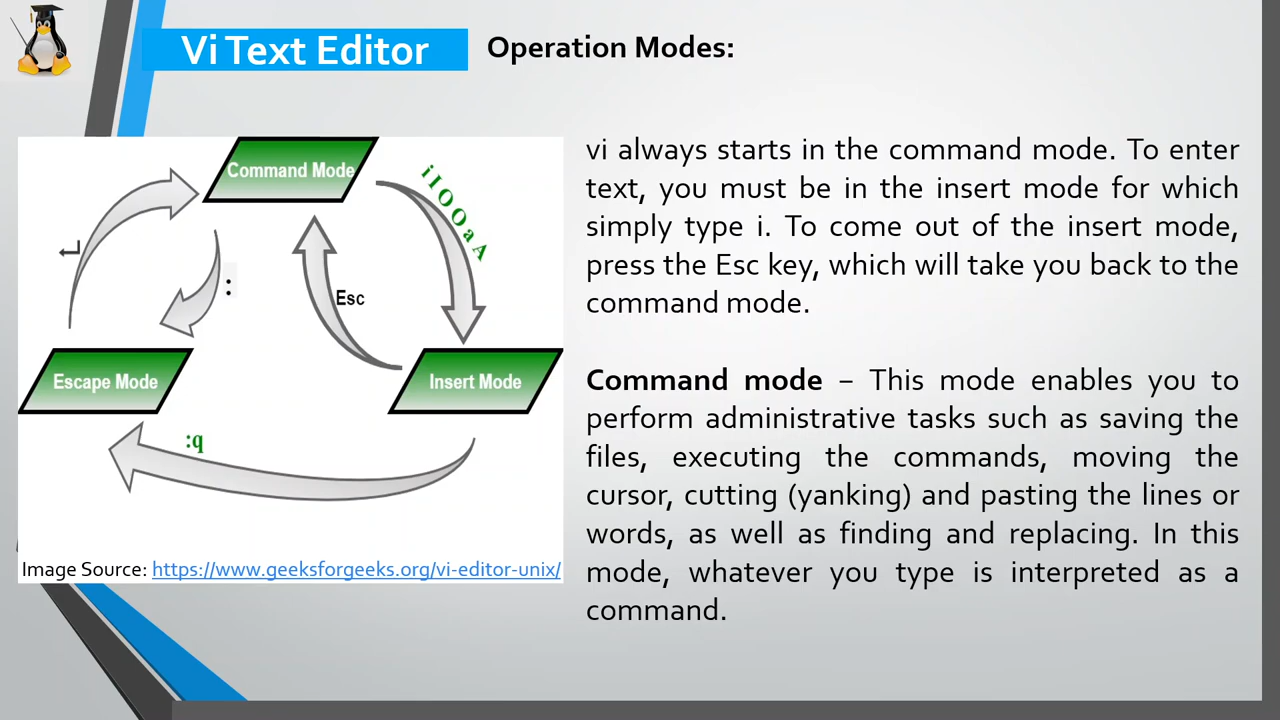 Vi Text Editor
Operation Modes:
Command Mode
i I O O a A
↵
:
Esc
Escape Mode
Insert Mode
:q
Image Source: https://www.geeksforgeeks.org/vi-editor-unix/
vi always starts in the command mode. To enter
text, you must be in the insert mode for which
simply type i. To come out of the insert mode,
press the Esc key, which will take you back to the
command mode.
Command mode – This mode enables you to
perform administrative tasks such as saving the
files, executing the commands, moving the
cursor, cutting (yanking) and pasting the lines or
words, as well as finding and replacing. In this
mode, whatever you type is interpreted as a
command.